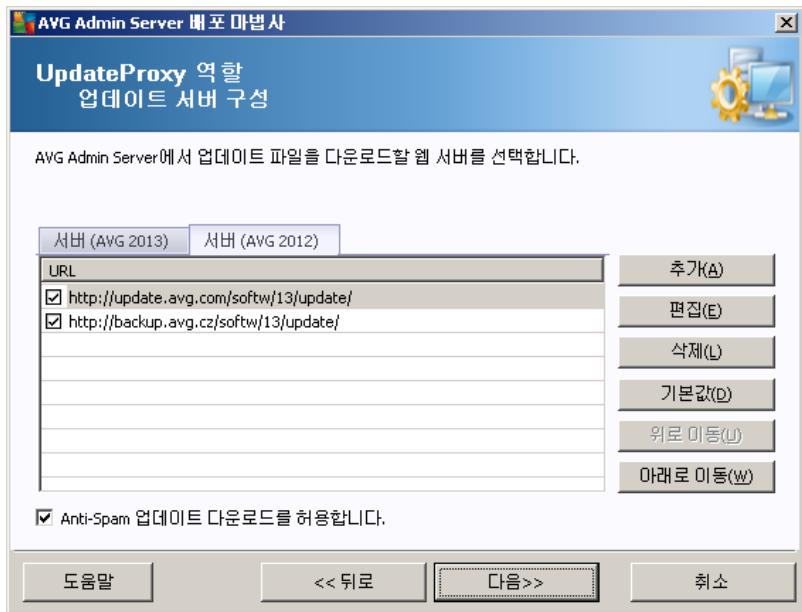 AVG Admin Server 배포 마법사
UpdateProxy 역할
업데이트 서버 구성
AVG Admin Server에서 업데이트 파일을 다운로드할 웹 서버를 선택합니다.
서버 (AVG 2013) 서버 (AVG 2012)
URL
http://update.avg.com/softw/13/update/
http://backup.avg.cz/softw/13/update/
추가(A)
편집(E)
삭제(L)
기본값(D)
위로 이동(U)
아래로 이동(W)
Anti-Spam 업데이트 다운로드를 허용합니다.
도움말 <<뒤로 다음>> 취소